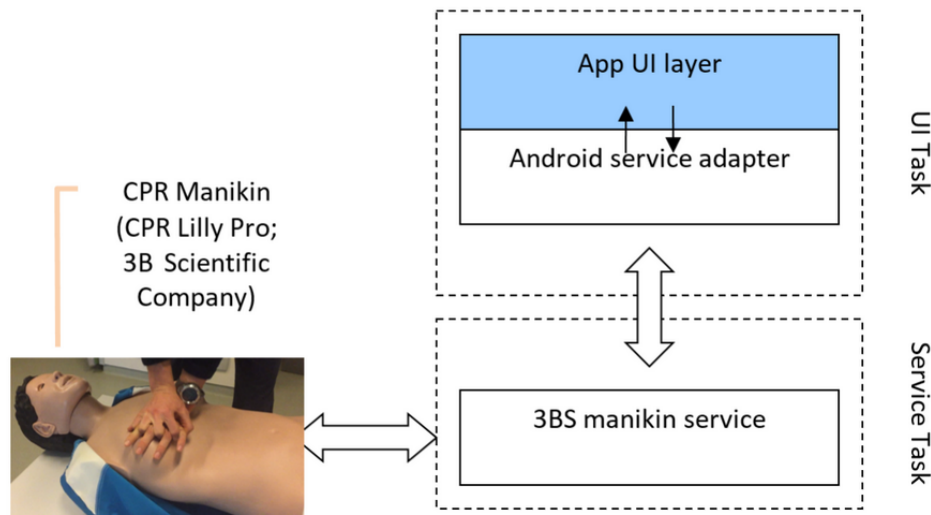 App UI layer
Android service adapter
UI Task
CPR Manikin
(CPR Lilly Pro;
3B Scientific
Company)
3BS manikin service
Service Task